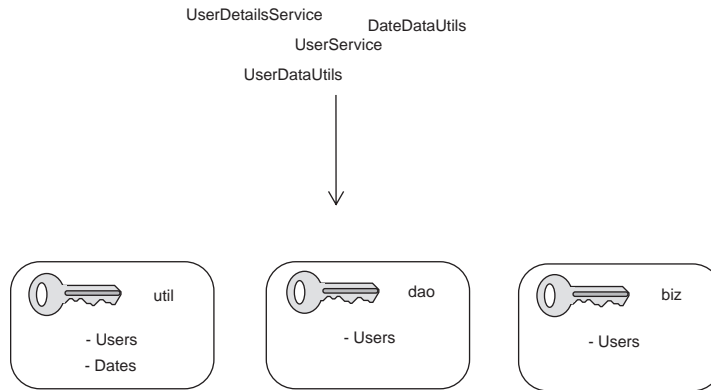 UserDetailsService
DateDataUtils
UserService
UserDataUtils
util
- Users
- Dates
dao
- Users
biz
- Users